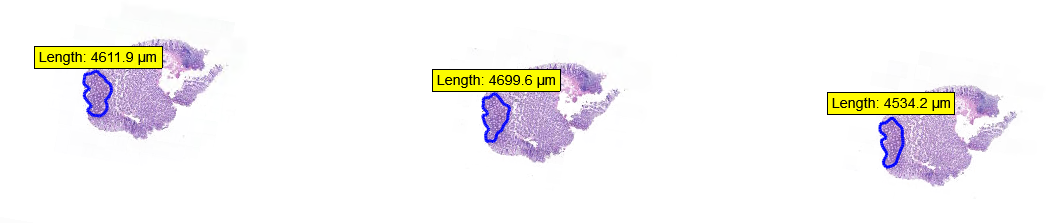 Length: 4611.9 µm
Length: 4699.6 µm
Length: 4534.2 µm